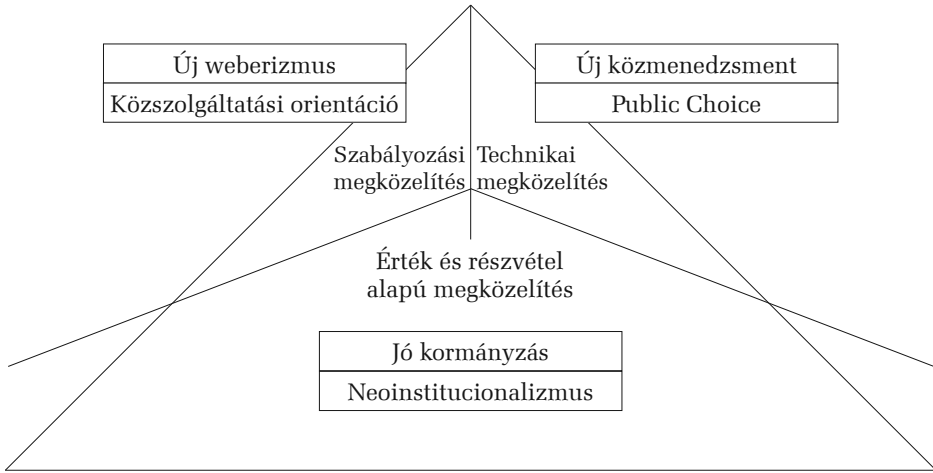 Új weberizmus
Közszolgáltatási orientáció
Új közmenedzsment
Public Choice
Szabályozási
megközelítés
Technikai
megközelítés
Érték és részvétel
alapú megközelítés
Jó kormányzás
Neoinstitucionalizmus